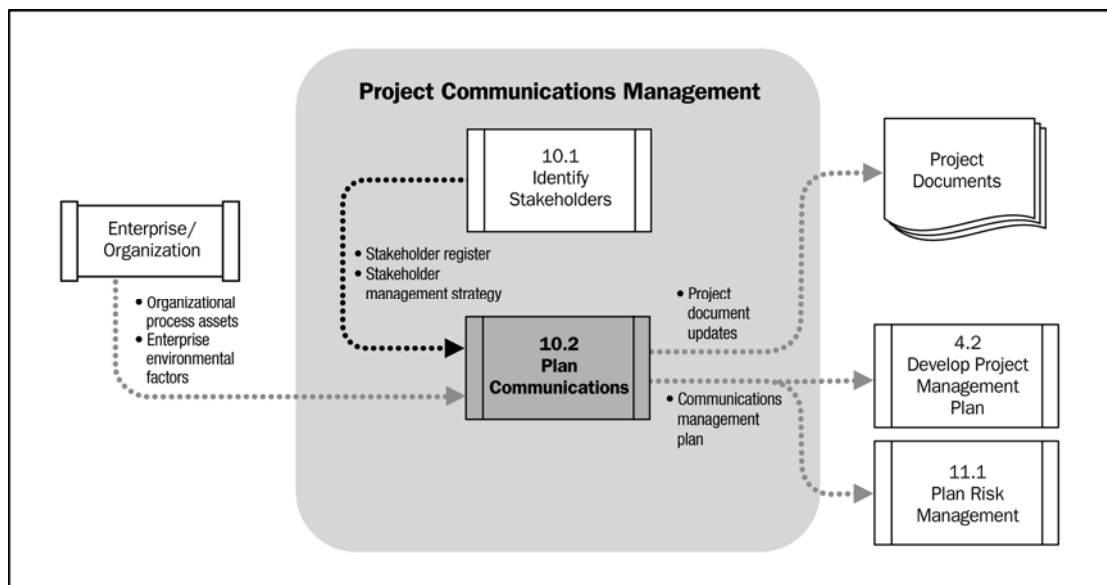 Project Communications Management
10.1
Identify
Stakeholders
Project
Documents
Enterprise/
Organization
• Stakeholder register
• Stakeholder
management strategy
• Organizational
process assets
• Enterprise
environmental
factors
• Project
document
updates
10.2
Plan
Communications
4.2
Develop Project
Management
Plan
• Communications
management
plan
11.1
Plan Risk
Management